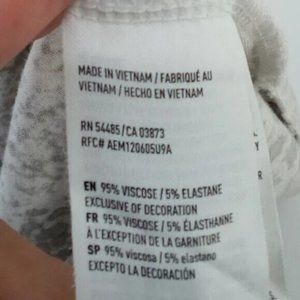 MADE IN VIETNAM / FABRIQUÉ AU
VIETNAM / HECHO EN VIETNAM
RN 54485/CA 03873
RFC# AEM120605U9A
EN 95% VISCOSE / 5% ELASTANE
EXCLUSIVE OF DECORATION
FR 95% VISCOSE / 5% ÉLASTHANNE
À L'EXCEPTION DE LA GARNITURE
SP 95% viscosa / 5% elastano
EXCEPTO LA DECORACIÓN